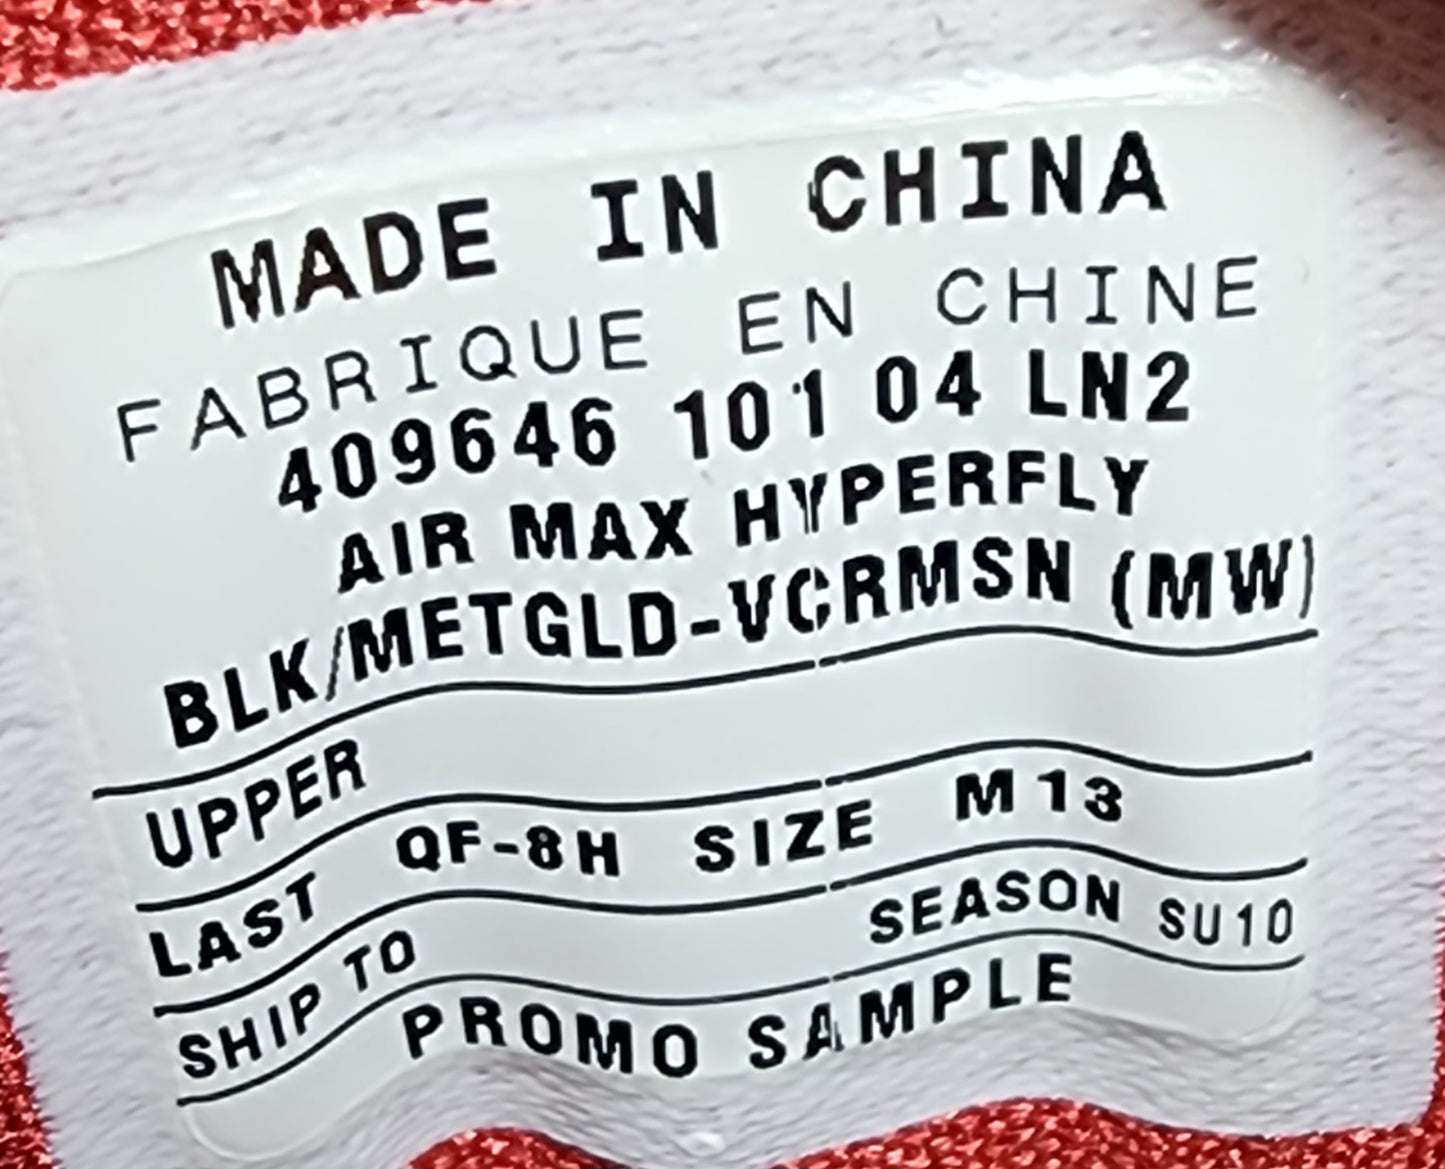 MADE IN CHINA
FABRIQUE EN CHINE
409646 101 04 LN2
AIR MAX HYPERFLY
BLK/METGLD-VCRMSN (MW)
UPPER
LAST QF-8H SIZE M 13
SHIP TO SEASON SU10
PROMO SAMPLE